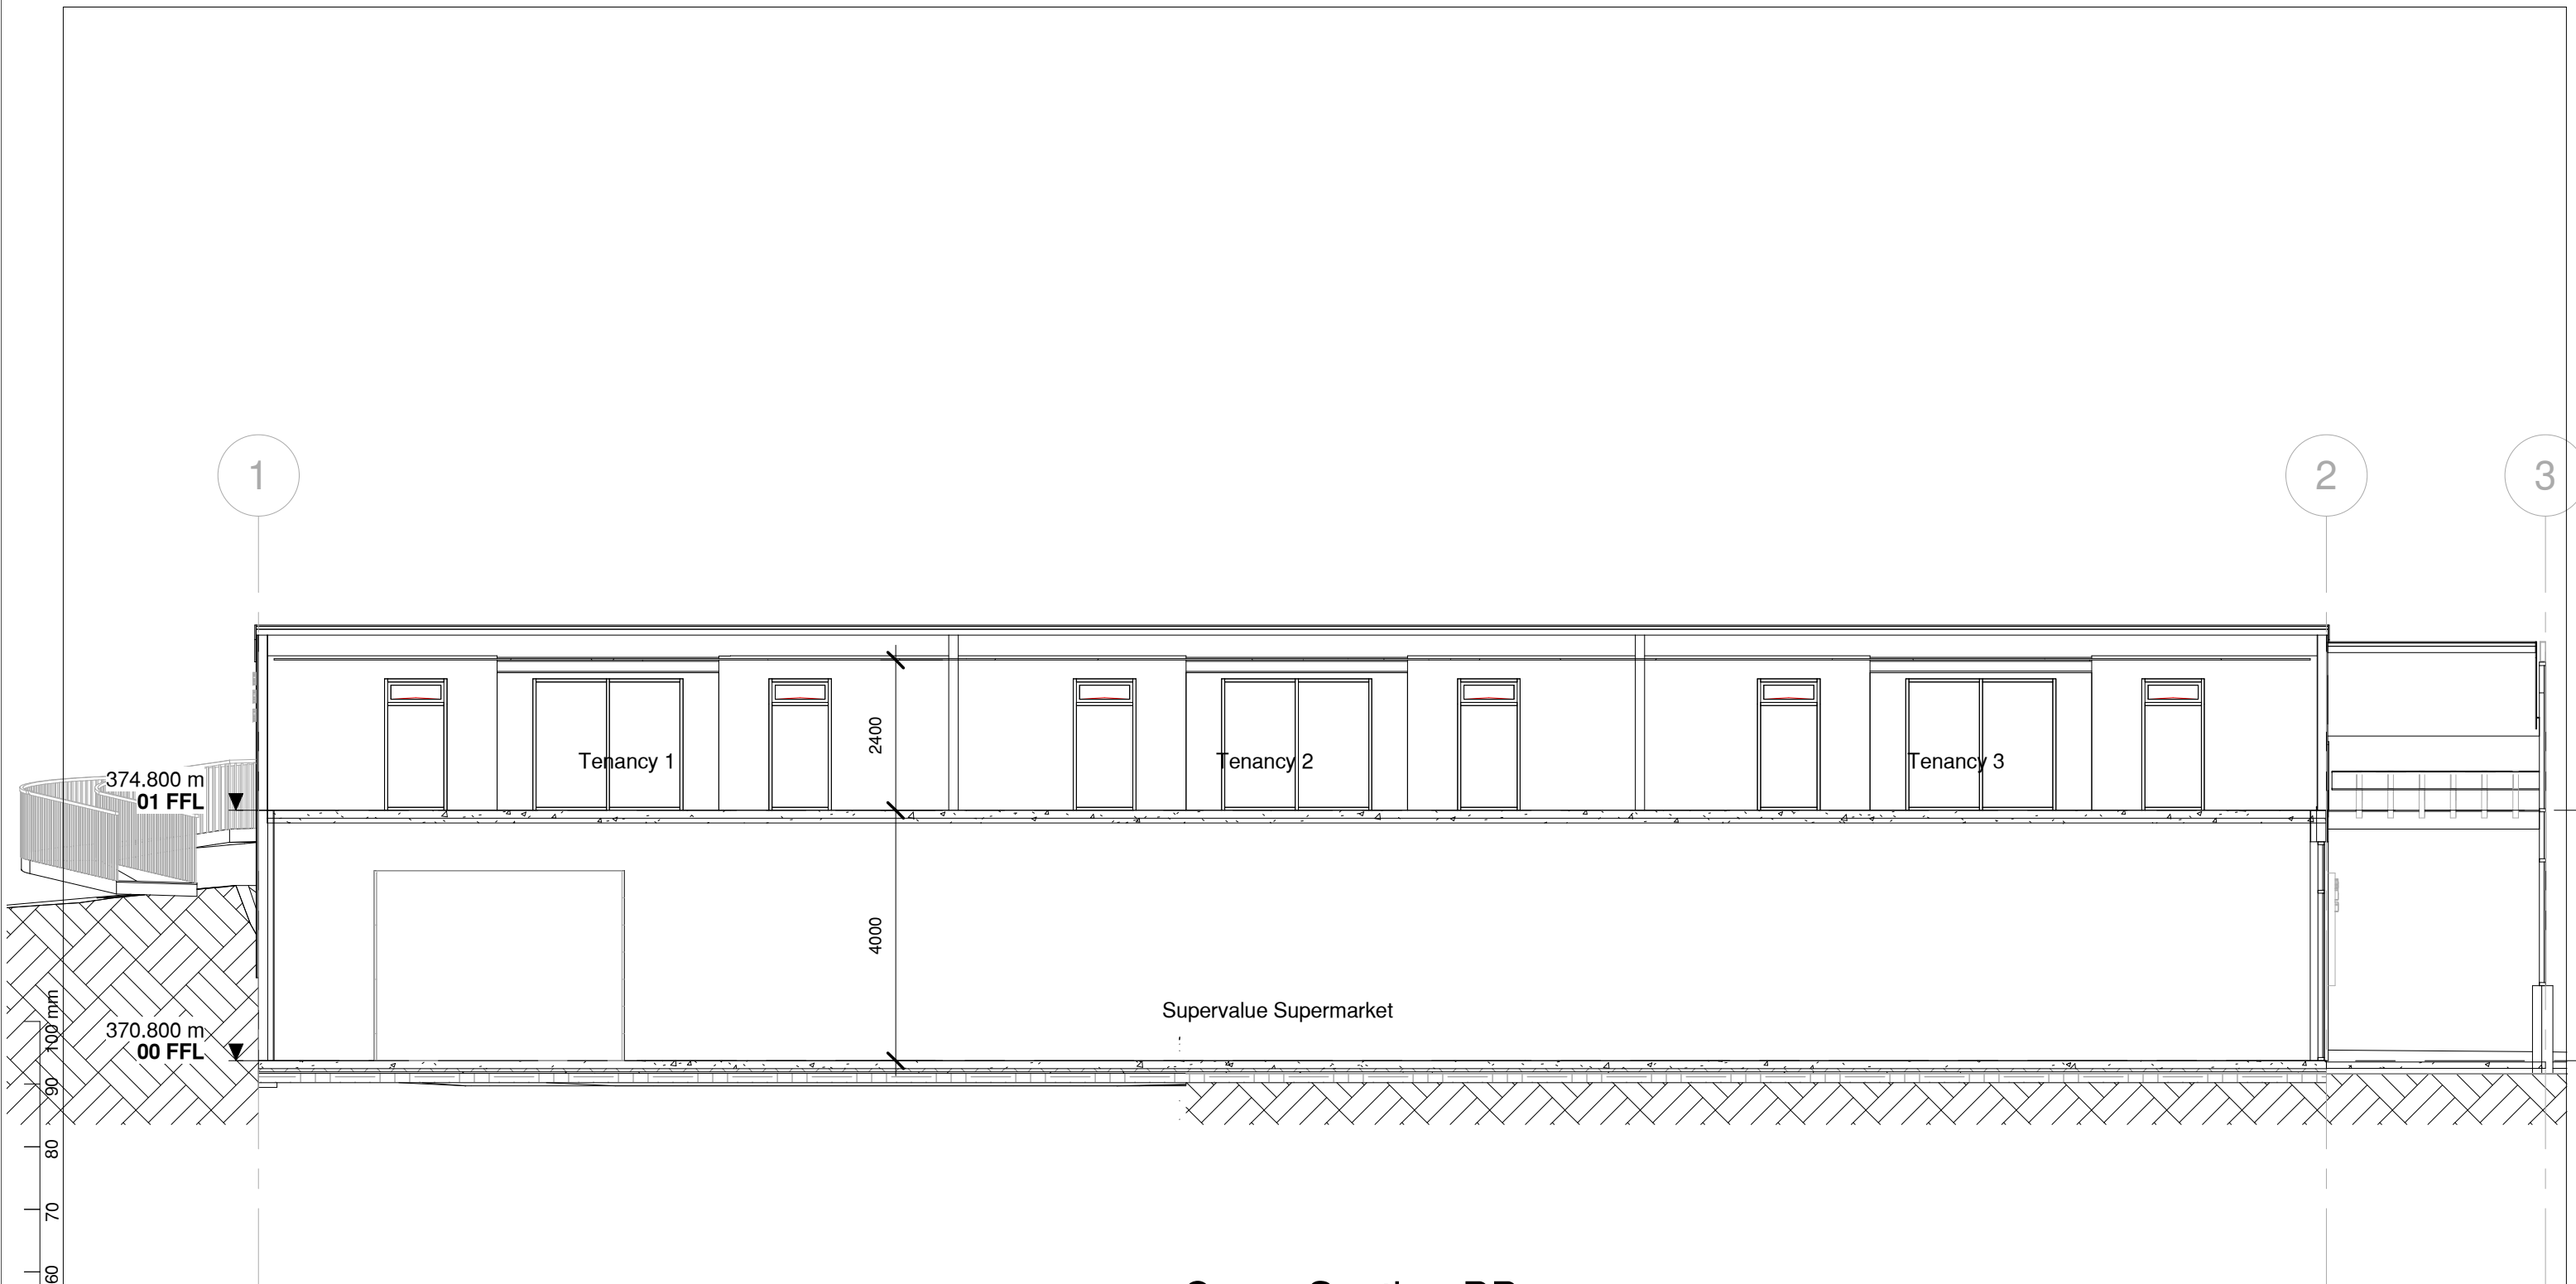 1
2
3
2400
Tenancy 1
Tenancy 2
Tenancy 3
374.800 m
01 FFL
4000
Supervalue Supermarket
370.800 m
00 FFL
100 mm
90
80
70
60